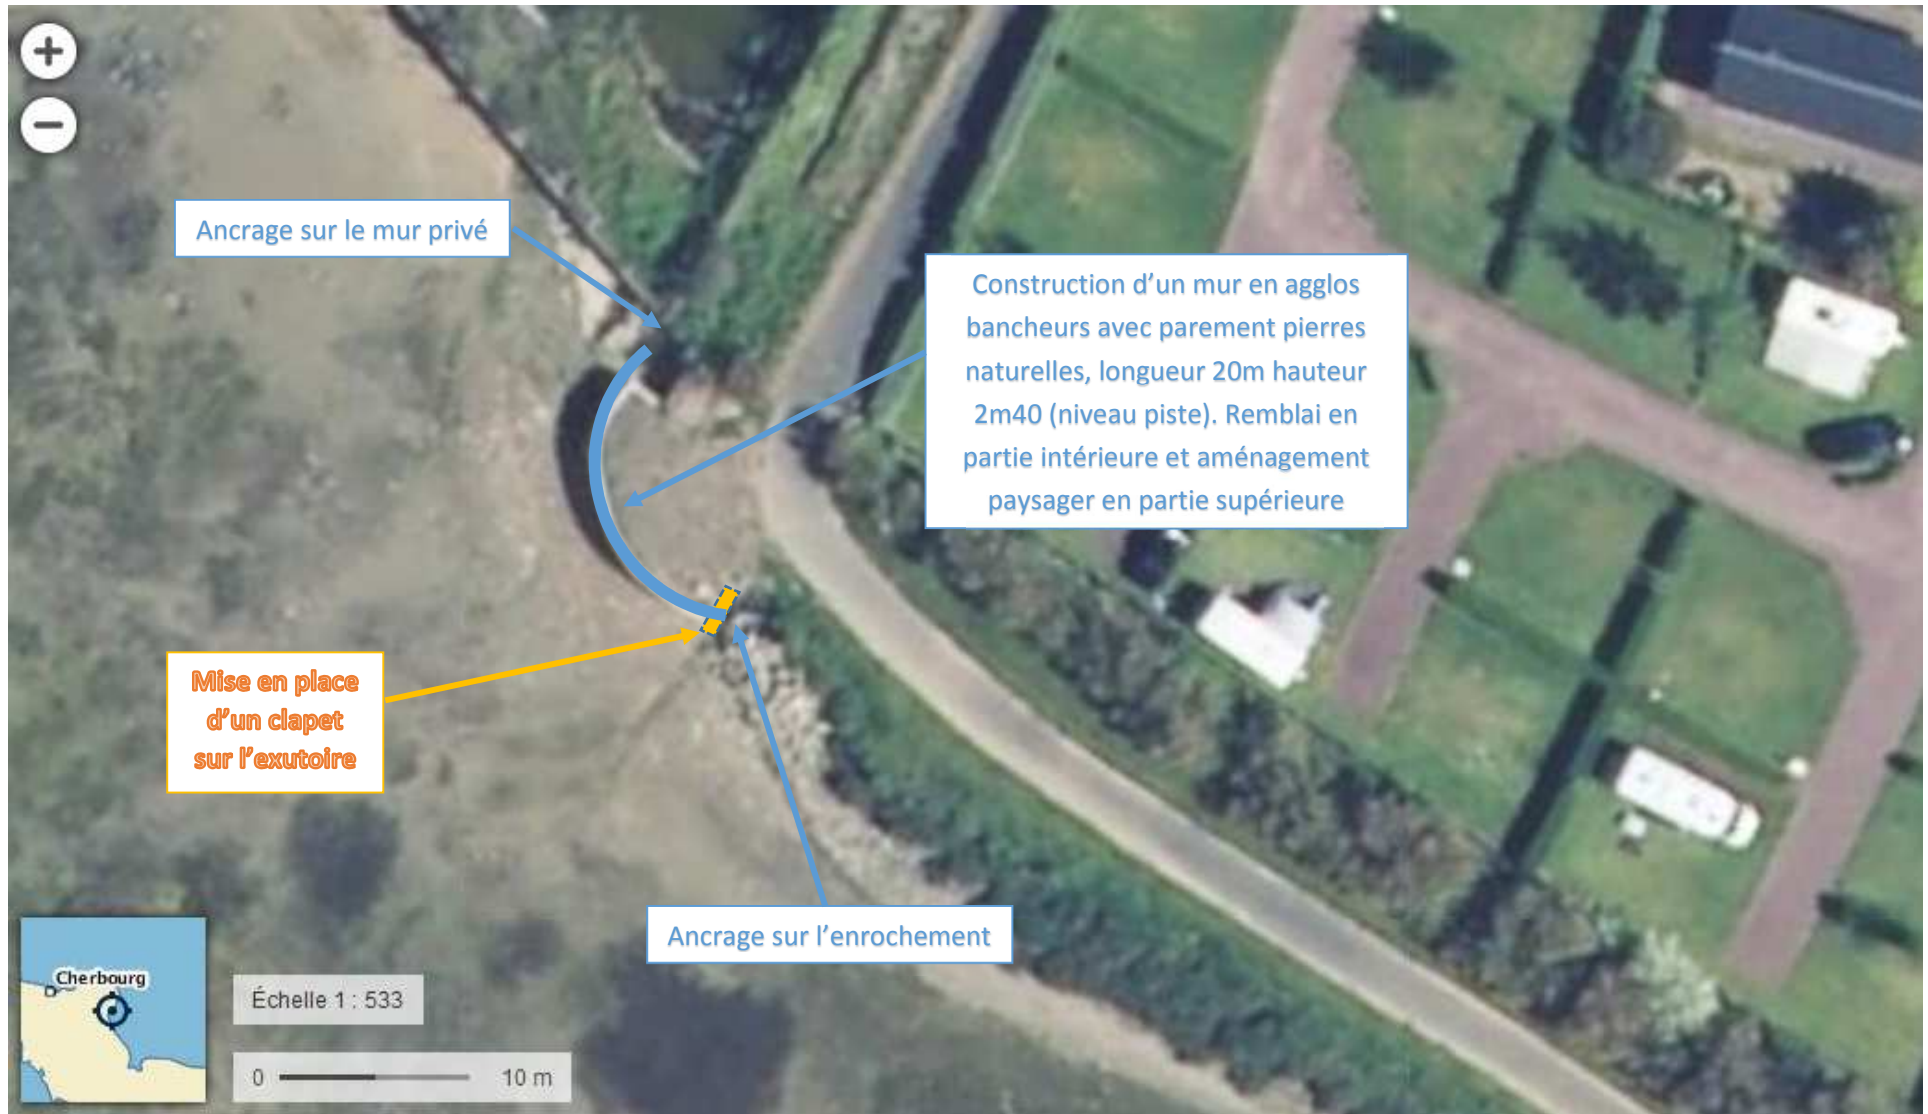 +
−
Ancrage sur le mur privé
Construction d’un mur en agglos
bancheurs avec parement pierres
naturelles, longueur 20m hauteur
2m40 (niveau piste). Remblai en
partie intérieure et aménagement
paysager en partie supérieure
Mise en place
d’un clapet
sur l’exutoire
Ancrage sur l’enrochement
Cherbourg
Échelle 1 : 533
0 10 m